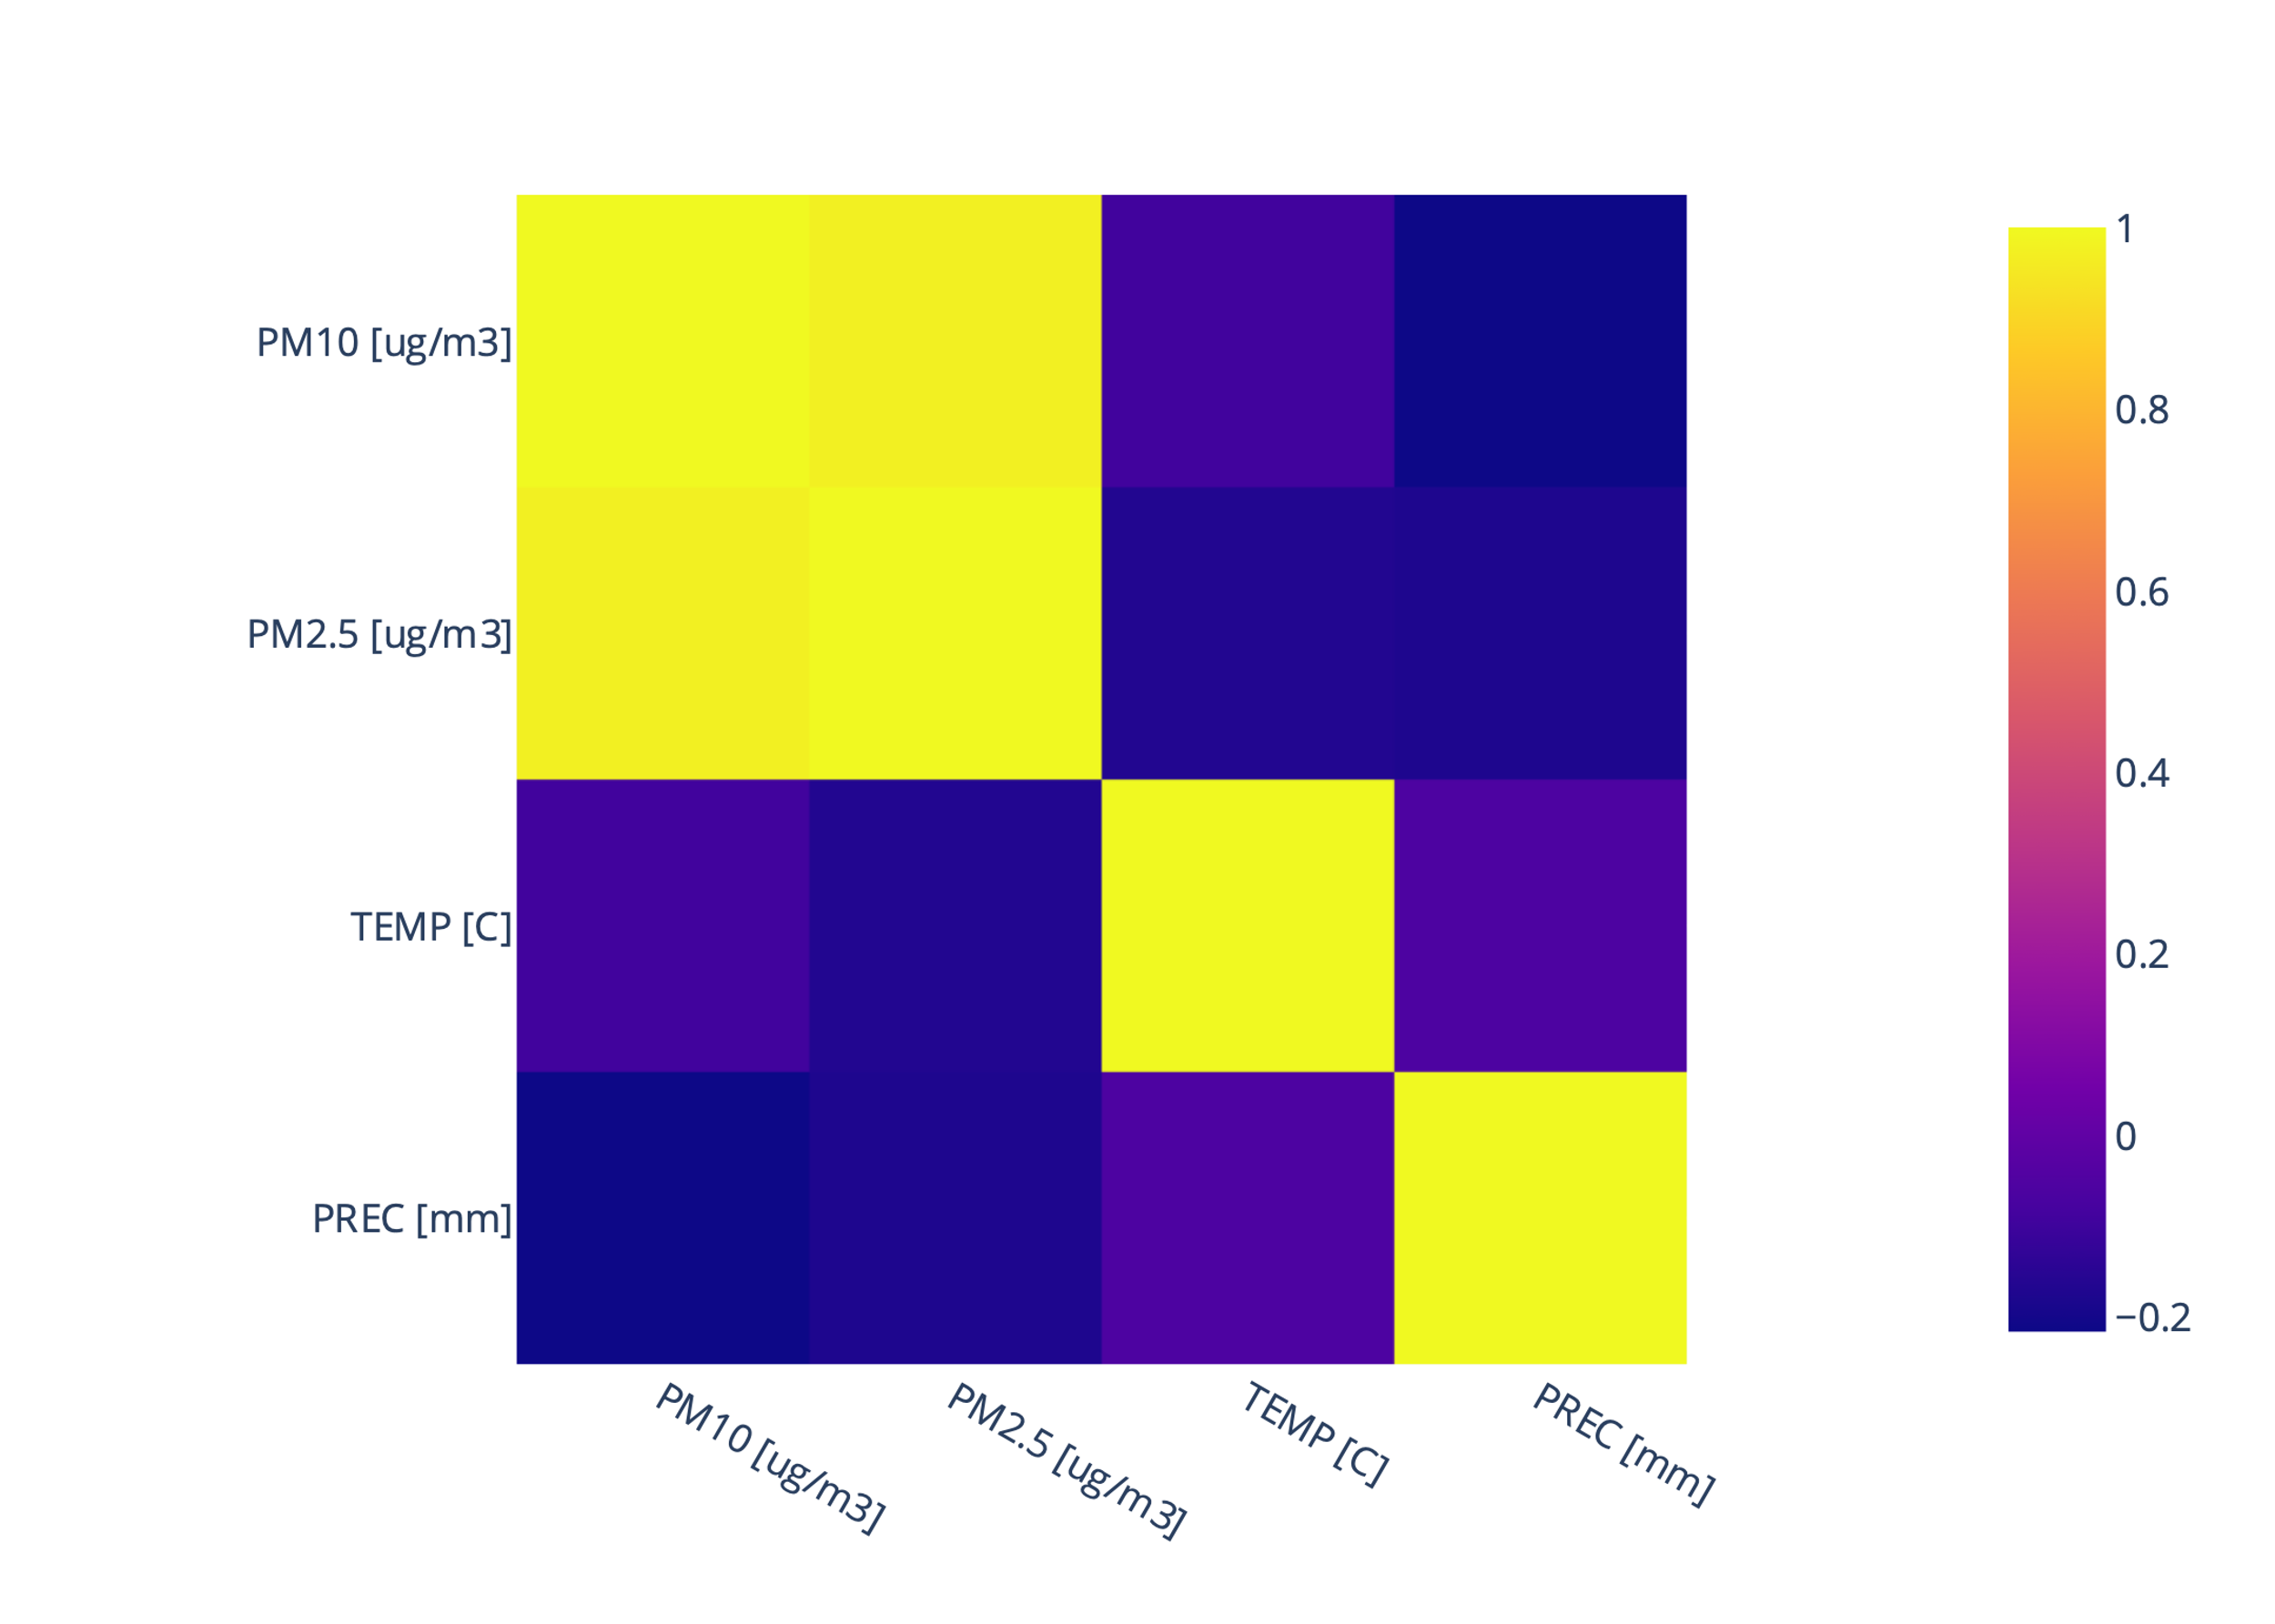 PM10 [ug/m3]
PM2.5 [ug/m3]
TEMP [C]
PREC [mm]
PM10 [ug/m3]
PM2.5 [ug/m3]
TEMP [C]
PREC [mm]
1
0.8
0.6
0.4
0.2
0
−0.2